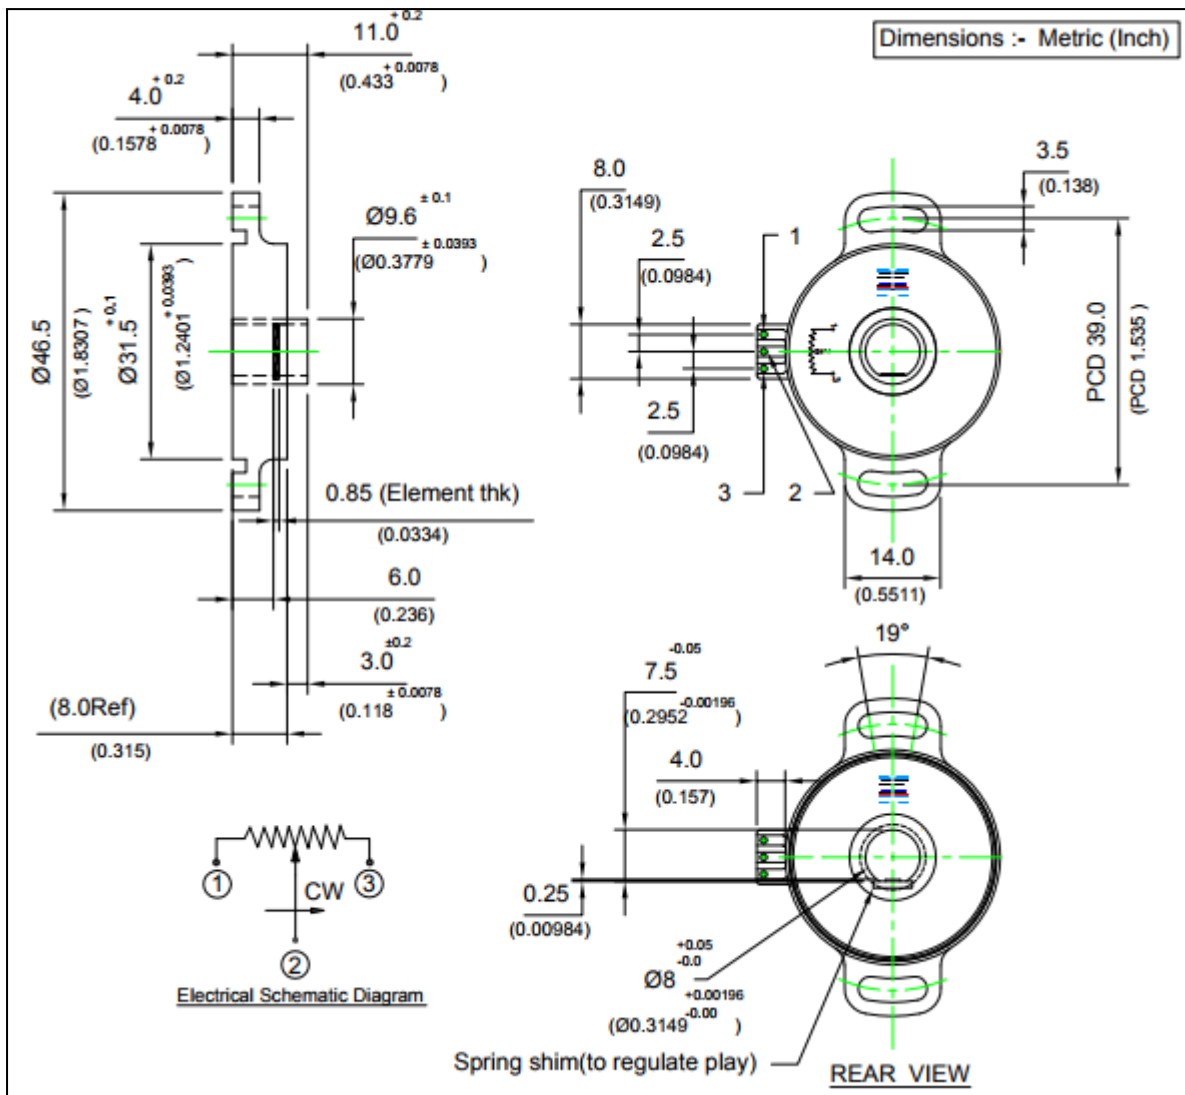 Dimensions :- Metric (Inch)
11.0 + 0.2
(0.433 + 0.0078)
4.0 + 0.2
(0.1578 + 0.0078)
Ø9.6 ± 0.1
(Ø0.3779 ± 0.0393)
Ø46.5
(Ø1.8307)
Ø31.5 ± 0.1
(Ø1.2401 ± 0.0393)
0.85 (Element thk)
(0.0334)
6.0
(0.236)
3.0 ±0.2
(0.118 ± 0.0078)
(8.0Ref)
(0.315)
8.0
(0.3149)
2.5
(0.0984)
2.5
(0.0984)
1
3
2
3.5
(0.138)
PCD 39.0
(PCD 1.535)
14.0
(0.5511)
1
3
CW
2
Electrical Schematic Diagram
19°
7.5 -0.05
(0.2952 -0.00196)
4.0
(0.157)
0.25
(0.00984)
Ø8 +0.05 -0.0
(Ø0.3149 +0.00196 -0.00)
Spring shim(to regulate play)
REAR VIEW